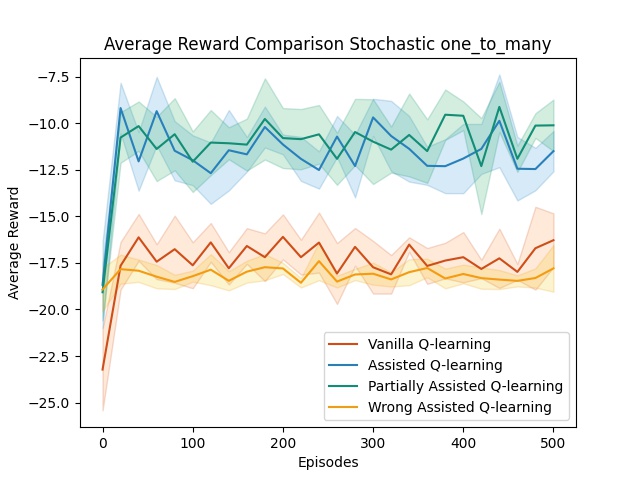 Average Reward Comparison Stochastic one_to_many
−7.5
−10.0
−12.5
−15.0
−17.5
−20.0
−22.5
−25.0
Average Reward
Vanilla Q-learning
Assisted Q-learning
Partially Assisted Q-learning
Wrong Assisted Q-learning
0 100 200 300 400 500
Episodes